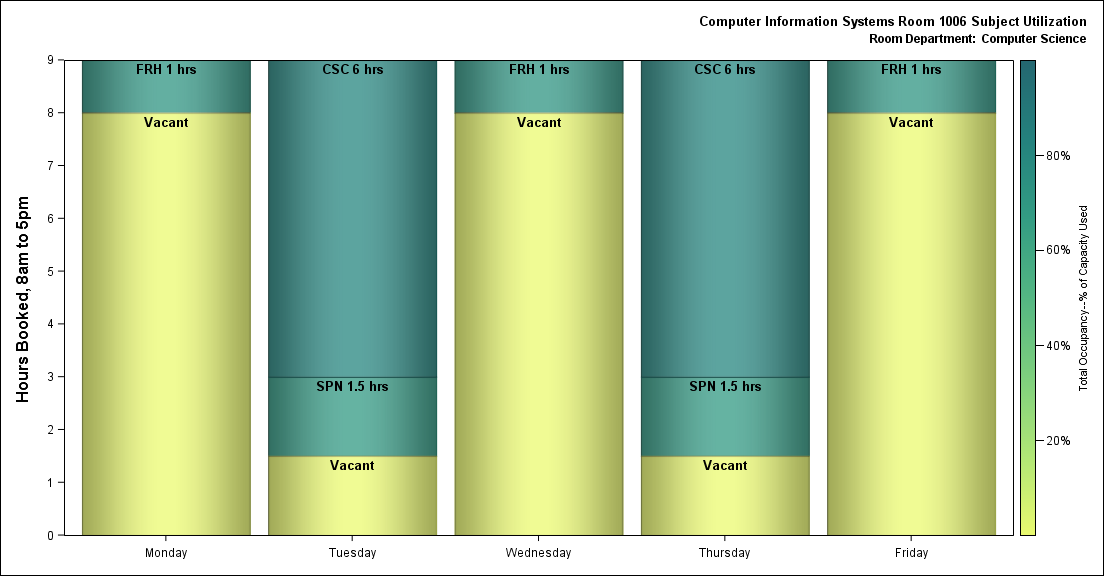 Computer Information Systems Room 1006 Subject Utilization
Room Department: Computer Science
Hours Booked, 8am to 5pm
9
8
7
6
5
4
3
2
1
0
FRH 1 hrs
Vacant
CSC 6 hrs
SPN 1.5 hrs
Vacant
FRH 1 hrs
Vacant
CSC 6 hrs
SPN 1.5 hrs
Vacant
FRH 1 hrs
Vacant
Monday
Tuesday
Wednesday
Thursday
Friday
80%
60%
40%
20%
Total Occupancy--% of Capacity Used